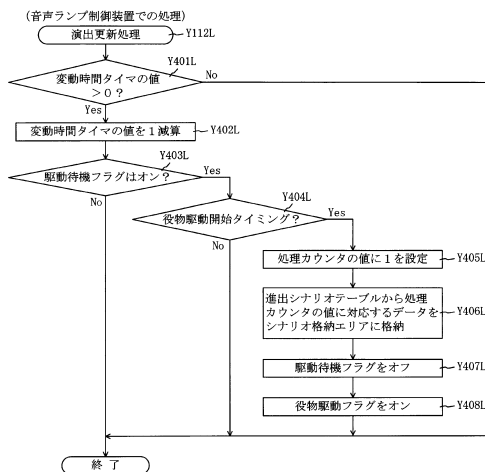 (音声ランプ制御装置での処理)
演出更新処理
Y112L
Y401L
変動時間タイマの値
>0?
No
Yes
変動時間タイマの値を1減算
Y402L
Y403L
駆動待機フラグはオン?
Yes
No
Y404L
役物駆動開始タイミング?
Yes
No
処理カウンタの値に1を設定
Y405L
進出シナリオテーブルから処理
カウンタの値に対応するデータを
シナリオ格納エリアに格納
Y406L
駆動待機フラグをオフ
Y407L
役物駆動フラグをオン
Y408L
終了